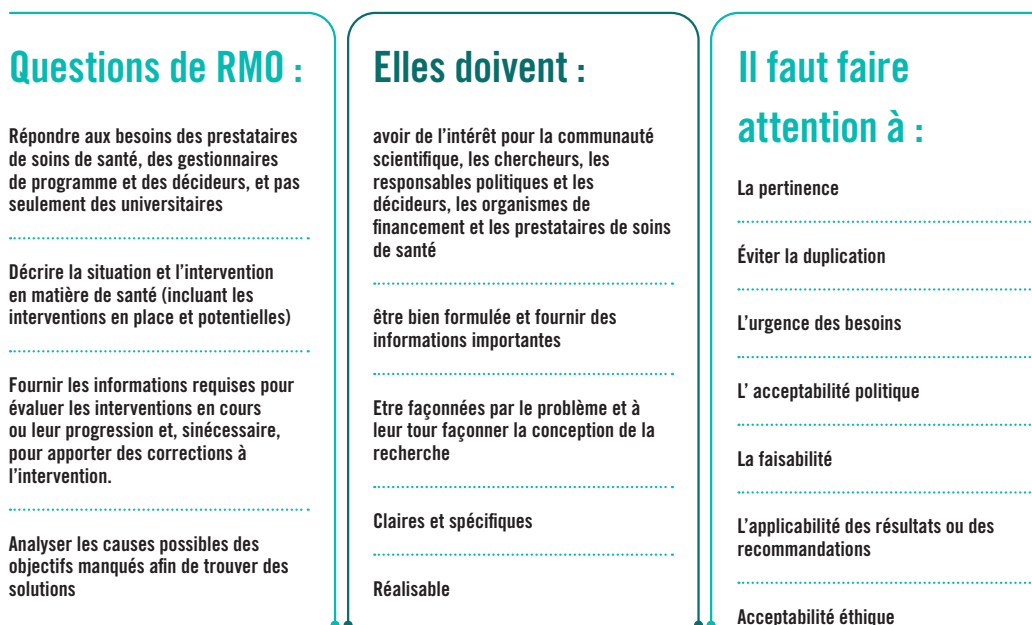 Questions de RMO :
Répondre aux besoins des prestataires
de soins de santé, des gestionnaires
de programme et des décideurs, et pas
seulement des universitaires
Décrire la situation et l'intervention
en matière de santé (incluant les
interventions en place et potentielles)
Fournir les informations requises pour
évaluer les interventions en cours
ou leur progression et, sinécessaire,
pour apporter des corrections à
l'intervention.
Analyser les causes possibles des
objectifs manqués afin de trouver des
solutions
Elles doivent :
avoir de l'intérêt pour la communauté
scientifique, les chercheurs, les
responsables politiques et les
décideurs, les organismes de
financement et les prestataires de soins
de santé
être bien formulée et fournir des
informations importantes
Etre façonnées par le problème et à
leur tour façonner la conception de la
recherche
Claires et spécifiques
Réalisable
Il faut faire
attention à :
La pertinence
Éviter la duplication
L'urgence des besoins
L' acceptabilité politique
La faisabilité
L'applicabilité des résultats ou des
recommandations
Acceptabilité éthique